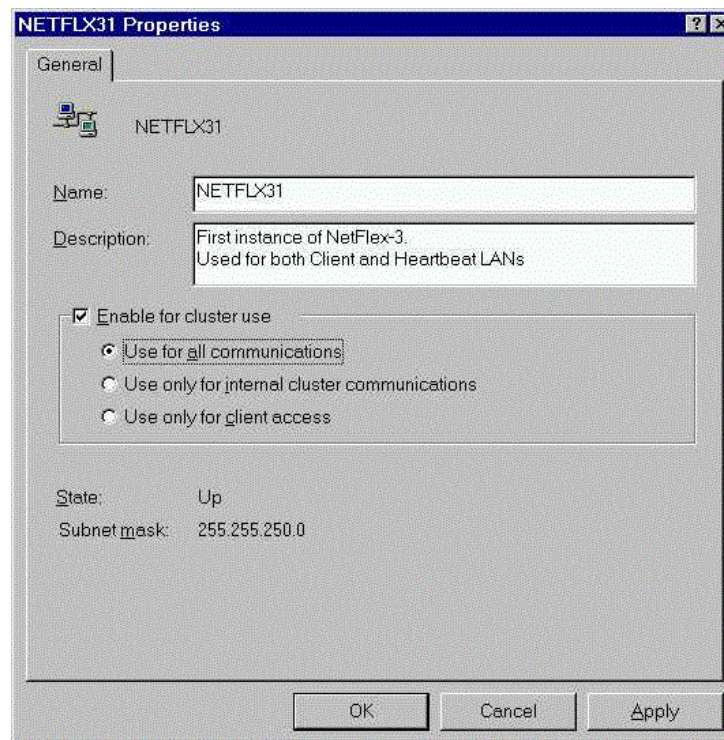 NETFLX31 Properties
General
NETFLX31
Name: NETFLX31
Description: First instance of NetFlex-3.
Used for both Client and Heartbeat LANs
Enable for cluster use
Use for all communications
Use only for internal cluster communications
Use only for client access
State: Up
Subnet mask: 255.255.250.0
OK Cancel Apply